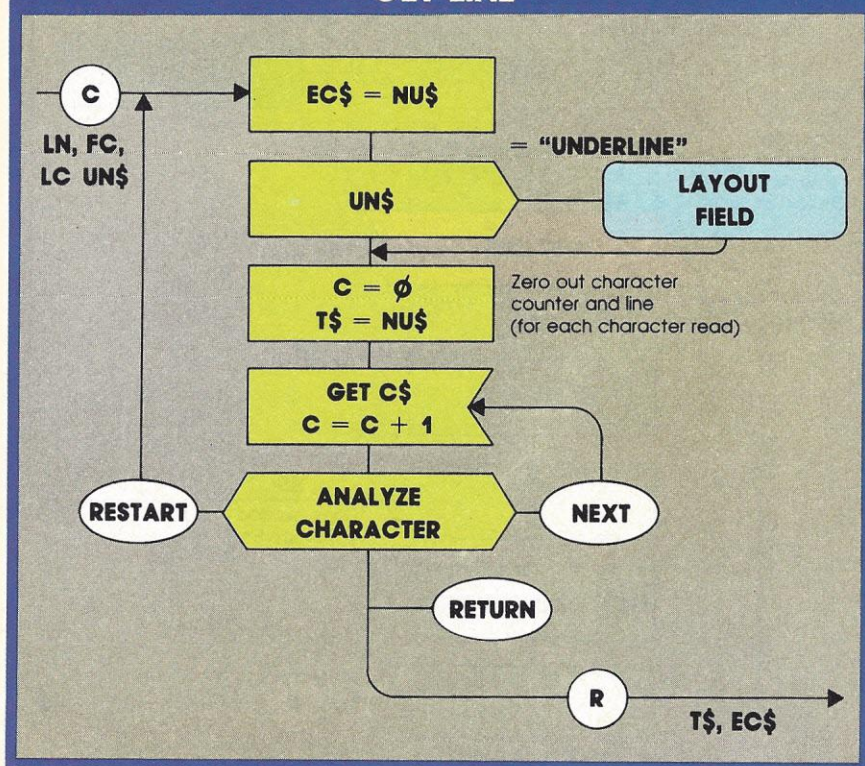 C
LN, FC,
LC UN$
EC$ = NU$
= “UNDERLINE”
UN$
LAYOUT
FIELD
C = ∅
T$ = NU$
Zero out character
counter and line
(for each character read)
GET C$
C = C + 1
RESTART
ANALYZE
CHARACTER
NEXT
RETURN
R
T$, EC$